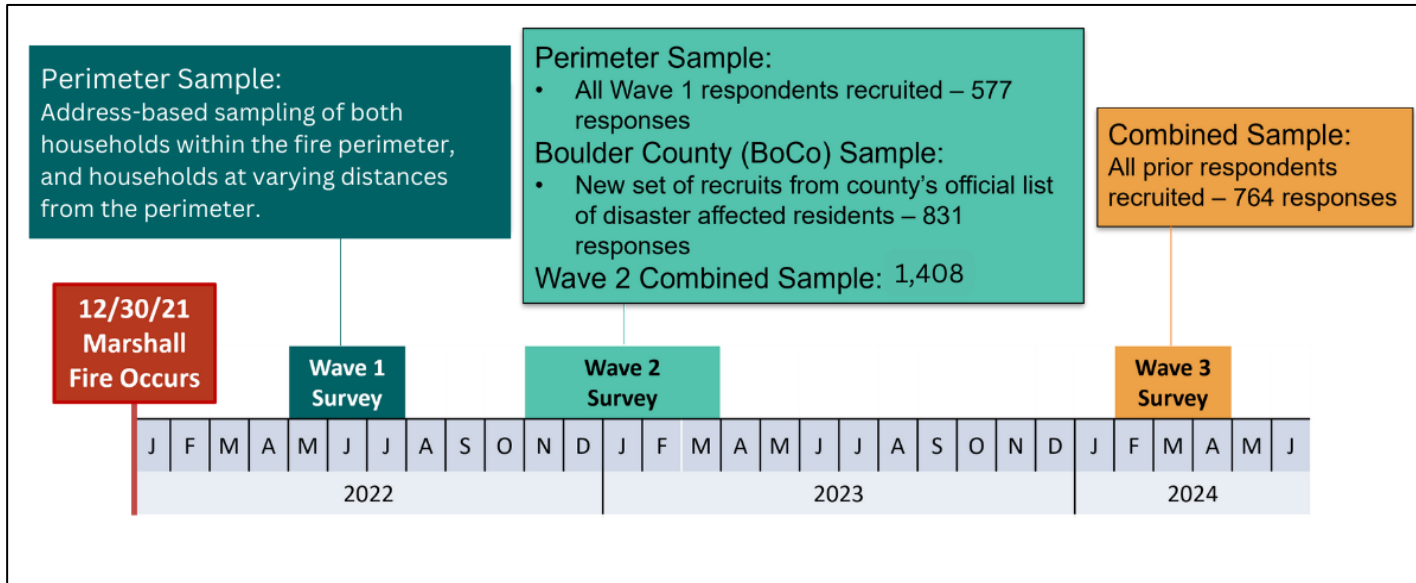 Perimeter Sample:
Address-based sampling of both
households within the fire perimeter,
and households at varying distances
from the perimeter.
Perimeter Sample:
• All Wave 1 respondents recruited – 577
responses
Boulder County (BoCo) Sample:
• New set of recruits from county's official list
of disaster affected residents – 831
responses
Wave 2 Combined Sample: 1,408
Combined Sample:
All prior respondents
recruited – 764 responses
12/30/21
Marshall
Fire Occurs
Wave 1
Survey
Wave 2
Survey
Wave 3
Survey
J F M A M J J A S O N D J F M A M J J A S O N D J F M A M J
2022 2023 2024